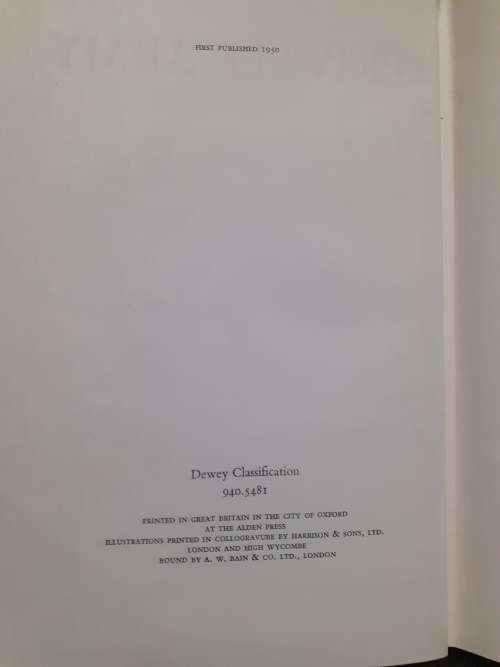 FIRST PUBLISHED 1950
Dewey Classification
940.5481
PRINTED IN GREAT BRITAIN IN THE CITY OF OXFORD
AT THE ALDEN PRESS
ILLUSTRATIONS PRINTED IN COLLOGRAVURE BY HARRISON & SONS, LTD.
LONDON AND HIGH WYCOMBE
BOUND BY A. W. BAIN & CO. LTD., LONDON